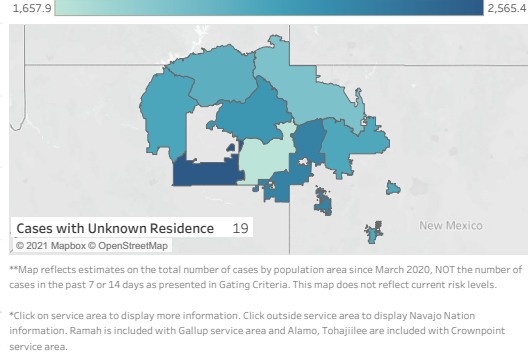 1,657.9
2,565.4
New Mexico
Cases with Unknown Residence 19
© 2021 Mapbox © OpenStreetMap
**Map reflects estimates on the total number of cases by population area since March 2020, NOT the number of
cases in the past 7 or 14 days as presented in Gating Criteria. This map does not reflect current risk levels.
*Click on service area to display more information. Click outside service area to display Navajo Nation
information. Ramah is included with Gallup service area and Alamo, Tohajiilee are included with Crownpoint
service area.